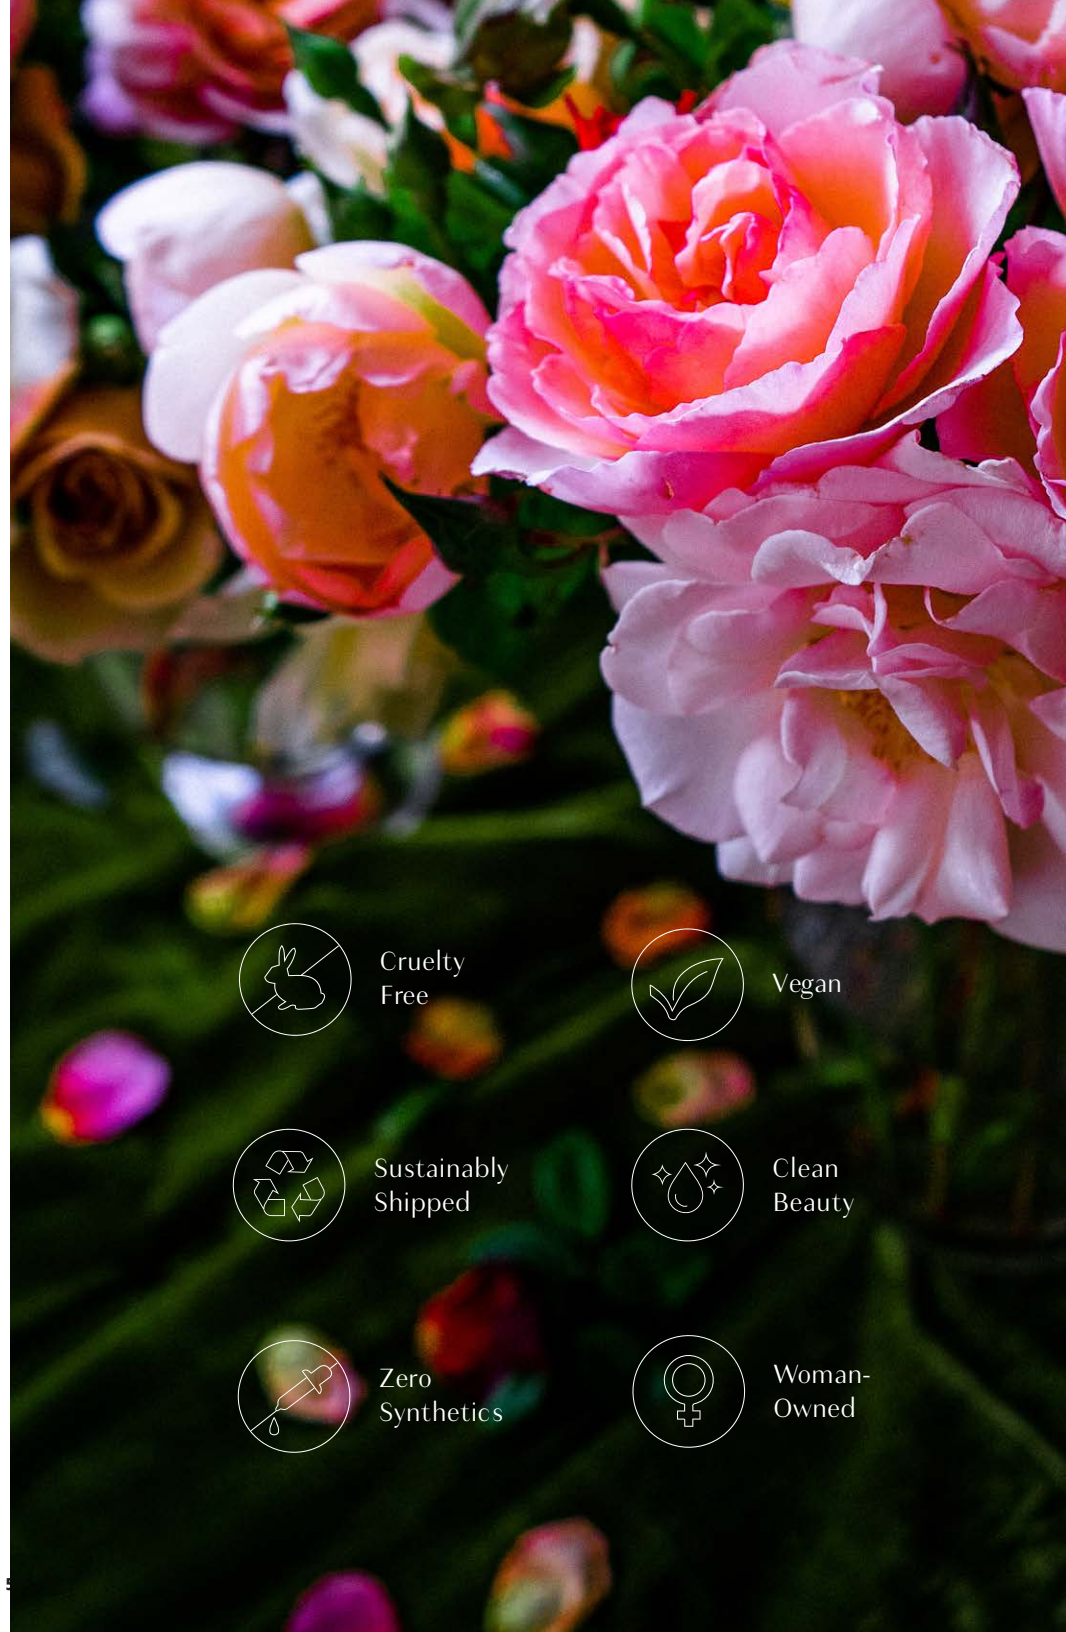 Cruelty
Free
Vegan
Sustainably
Shipped
Clean
Beauty
Zero
Synthetics
Woman-
Owned